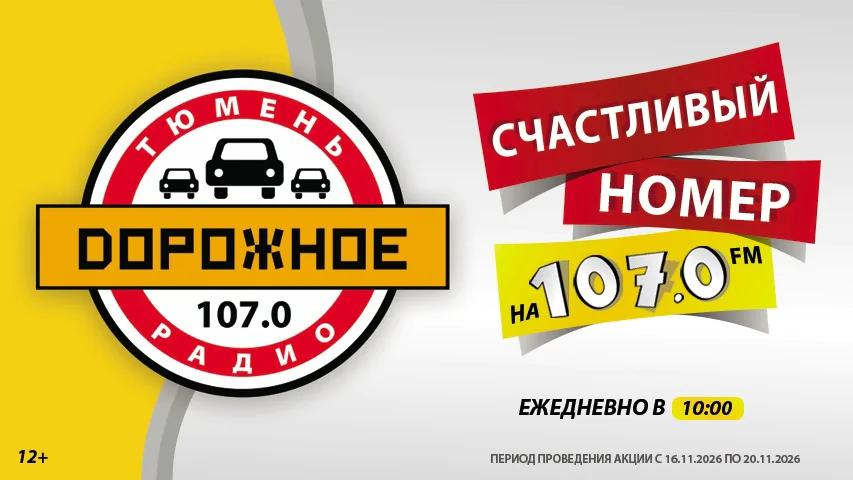 ТЮМЕНЬ
ДОРОЖНОЕ
107.0
РАДИО
12+
СЧАСТЛИВЫЙ
НОМЕР
НА 107.0 FM
ЕЖЕДНЕВНО В 10:00
ПЕРИОД ПРОВЕДЕНИЯ АКЦИИ С 16.11.2026 ПО 20.11.2026